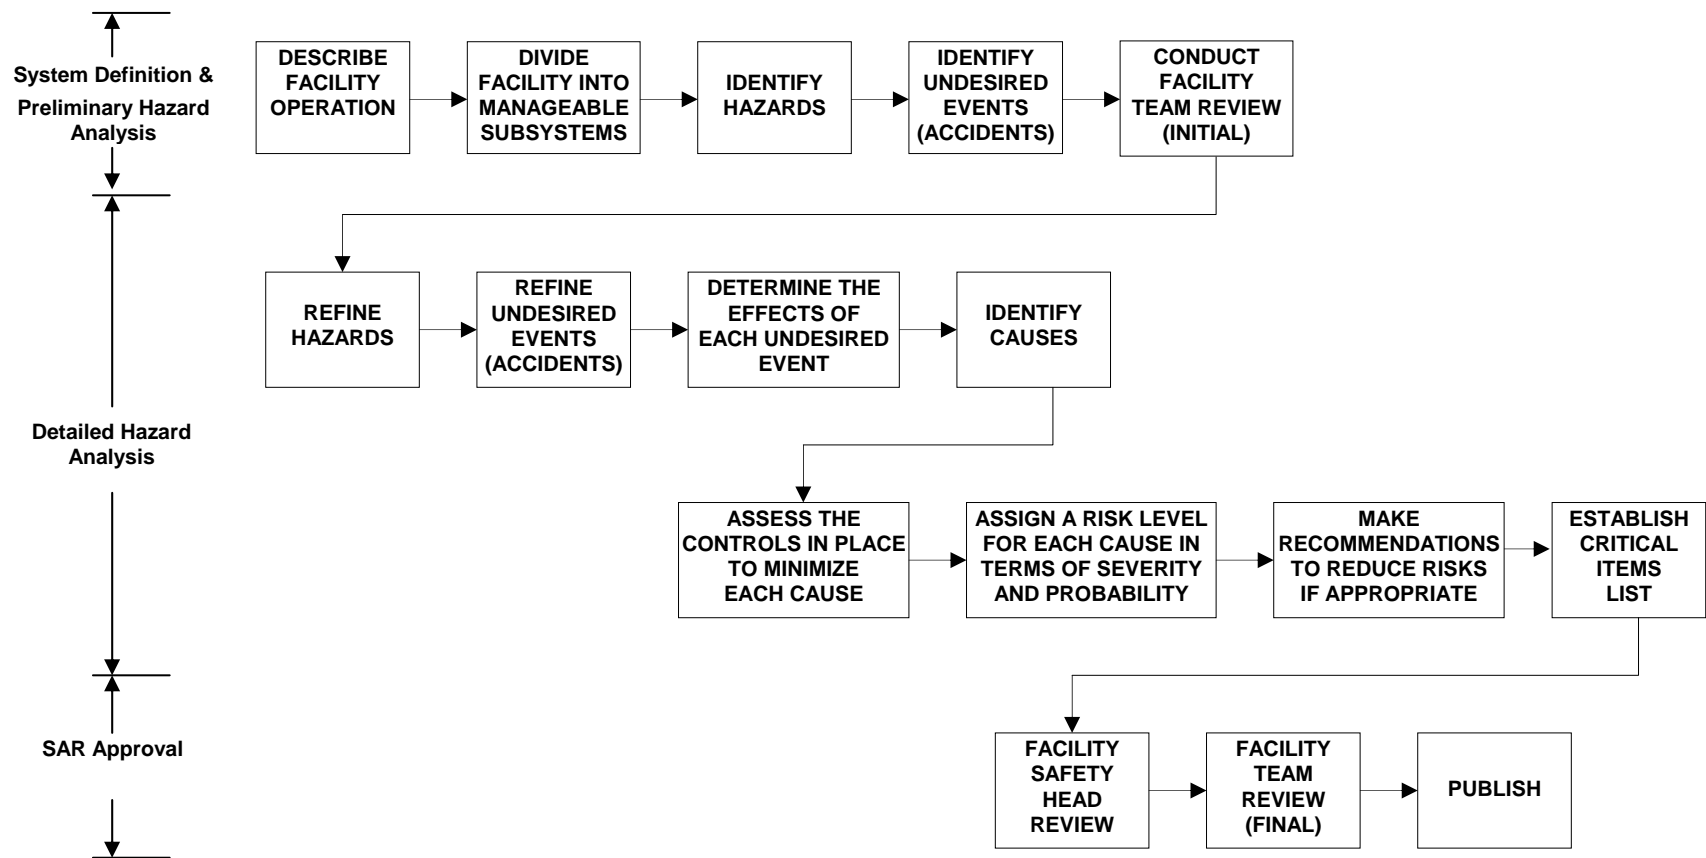 System Definition &
Preliminary Hazard
Analysis
DESCRIBE
FACILITY
OPERATION
DIVIDE
FACILITY INTO
MANAGEABLE
SUBSYSTEMS
IDENTIFY
HAZARDS
IDENTIFY
UNDESIRED
EVENTS
(ACCIDENTS)
CONDUCT
FACILITY
TEAM REVIEW
(INITIAL)
Detailed Hazard
Analysis
REFINE
HAZARDS
REFINE
UNDESIRED
EVENTS
(ACCIDENTS)
DETERMINE THE
EFFECTS OF
EACH UNDESIRED
EVENT
IDENTIFY
CAUSES
ASSESS THE
CONTROLS IN PLACE
TO MINIMIZE
EACH CAUSE
ASSIGN A RISK LEVEL
FOR EACH CAUSE IN
TERMS OF SEVERITY
AND PROBABILITY
MAKE
RECOMMENDATIONS
TO REDUCE RISKS
IF APPROPRIATE
ESTABLISH
CRITICAL
ITEMS
LIST
SAR Approval
FACILITY
SAFETY
HEAD
REVIEW
FACILITY
TEAM
REVIEW
(FINAL)
PUBLISH